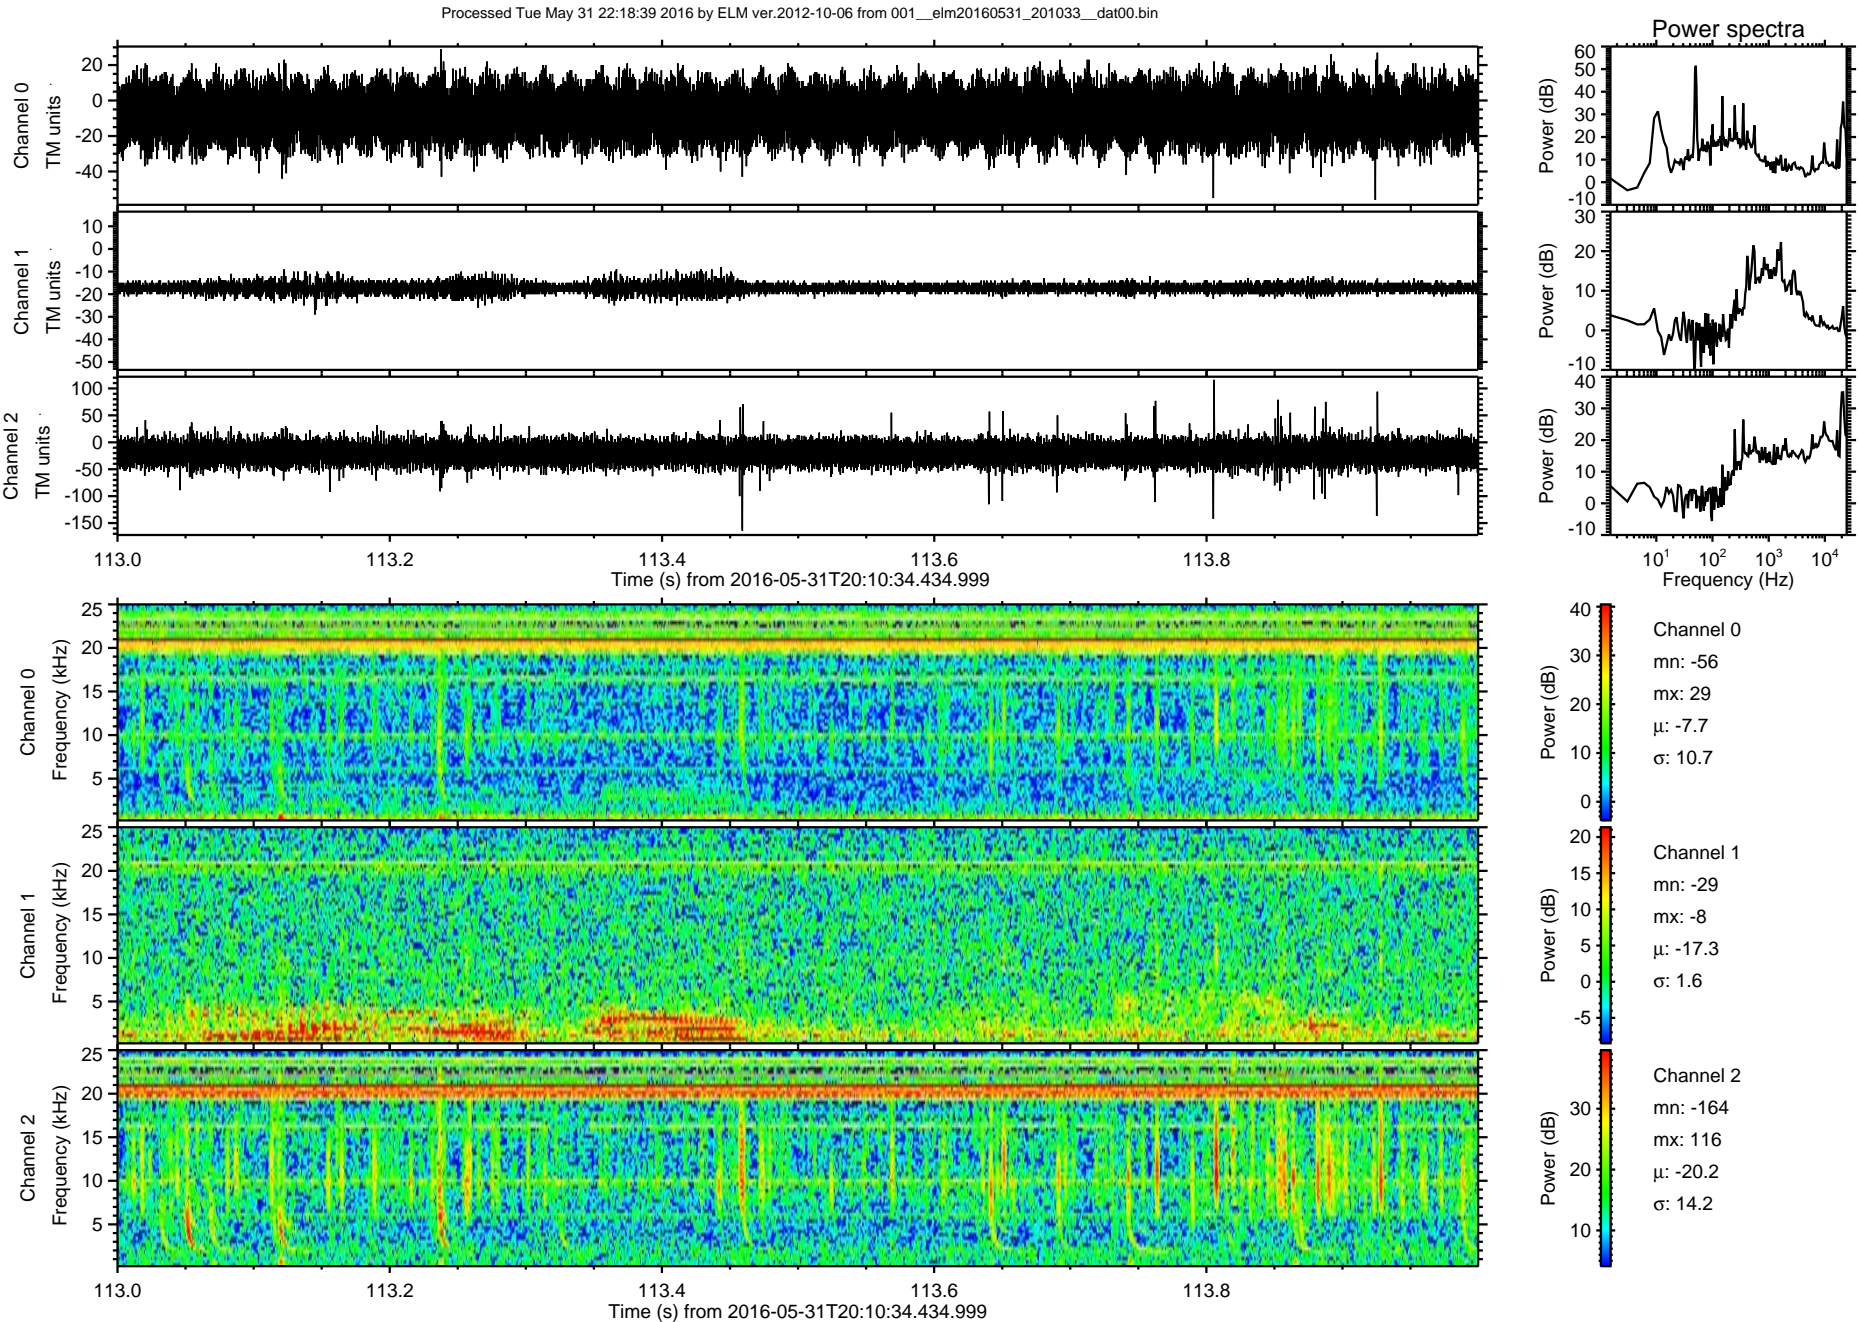 Processed Tue May 31 22:18:39 2016 by ELM ver.2012-10-06 from 001__elm20160531_201033__dat00.bin
Power spectra
Channel 0
TM units
20
0
-20
-40
Power (dB)
60
50
40
30
20
10
0
-10
Channel 1
TM units
10
0
-10
-20
-30
-40
-50
Power (dB)
30
20
10
0
-10
Channel 2
TM units
100
50
0
-50
-100
-150
Power (dB)
40
30
20
10
0
-10
113.0 113.2 113.4 113.6 113.8
Time (s) from 2016-05-31T20:10:34.434.999
10¹ 10² 10³ 10⁴
Frequency (Hz)
Channel 0
Frequency (kHz)
25
20
15
10
5
Power (dB)
40
30
20
10
0
Channel 0
mn: -56
mx: 29
μ: -7.7
σ: 10.7
Channel 1
Frequency (kHz)
25
20
15
10
5
Power (dB)
20
15
10
5
0
-5
Channel 1
mn: -29
mx: -8
μ: -17.3
σ: 1.6
Channel 2
Frequency (kHz)
25
20
15
10
5
Power (dB)
30
20
10
Channel 2
mn: -164
mx: 116
μ: -20.2
σ: 14.2
113.0 113.2 113.4 113.6 113.8
Time (s) from 2016-05-31T20:10:34.434.999